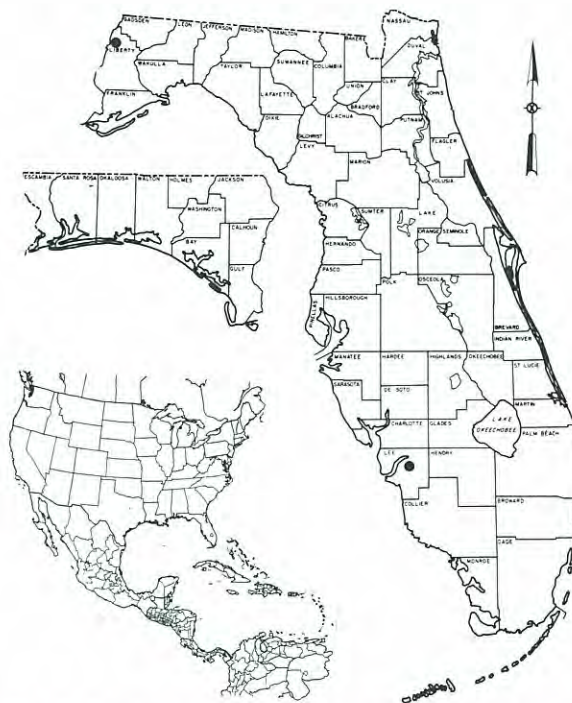 NASSAU
GADSDEN
LEON
JEFFERSON
MADISON
HAMILTON
BAKER
DUVAL
LIBERTY
WAKULLA
TAYLOR
SUWANNEE
COLUMBIA
UNION
CLAY
ST JOHNS
FRANKLIN
LAFAYETTE
BRADFORD
DIXIE
ALACHUA
PUTNAM
GILCHRIST
FLAGLER
LEVY
MARION
VOLUSIA
ESCAMBIA
SANTA ROSA
OKALOOSA
WALTON
HOLMES
JACKSON
WASHINGTON
CALHOUN
BAY
GULF
CITRUS
SUMTER
LAKE
ORANGE
SEMINOLE
HERNANDO
PASCO
POLK
OSCEOLA
PINELLAS
HILLSBOROUGH
BREVARD
INDIAN RIVER
MANATEE
HARDEE
HIGHLANDS
OKEECHOBEE
ST LUCIE
SARASOTA
DE SOTO
MARTIN
CHARLOTTE
GLADES
LAKE
OKEECHOBEE
PALM BEACH
LEE
HENDRY
COLLIER
BROWARD
MONROE